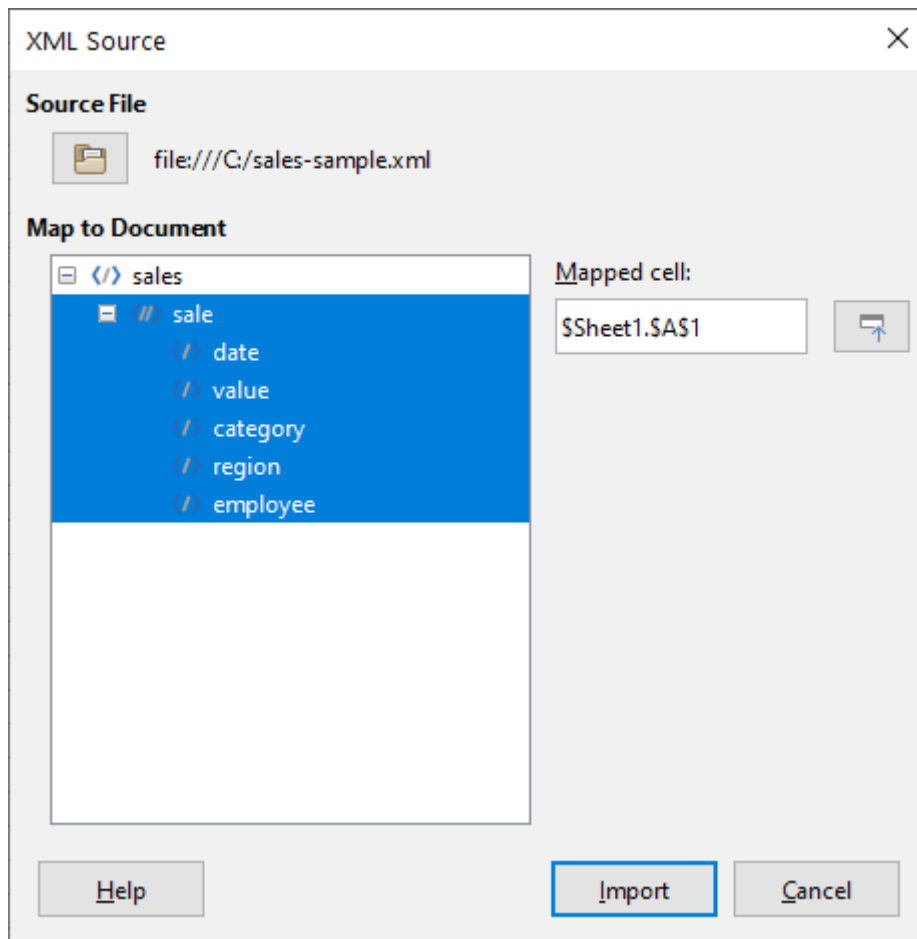 XML Source
Source File
file:///C:/sales-sample.xml
Map to Document
sales
sale
date
value
category
region
employee
Mapped cell:
$Sheet1.$A$1
Help
Import
Cancel